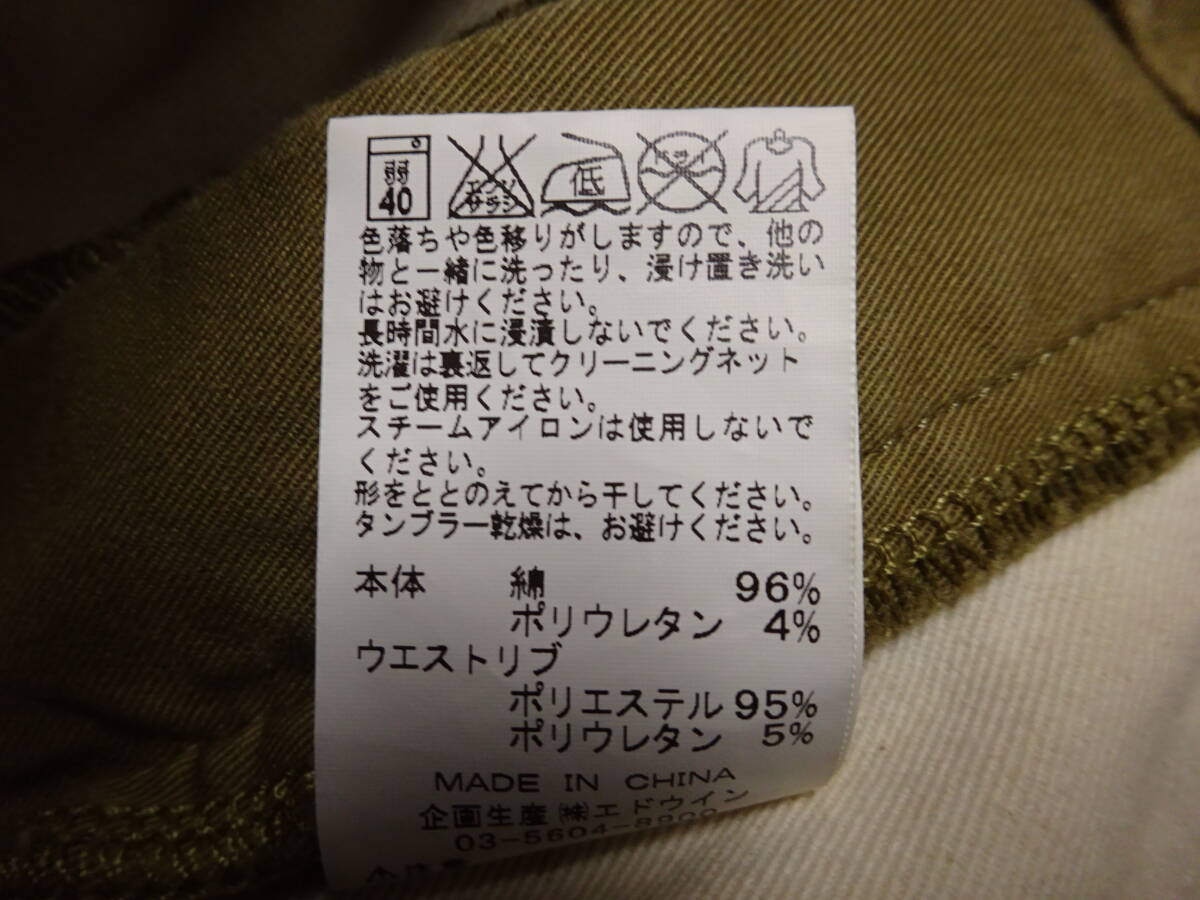 弱
40
エンソ
サラシ
低
色落ちや色移りがしますので、他の
物と一緒に洗ったり、浸け置き洗い
はお避けください。
長時間水に浸漬しないでください。
洗濯は裏返してクリーニングネット
をご使用ください。
スチームアイロンは使用しないで
ください。
形をととのえてから干してください。
タンブラー乾燥は、お避けください。
本体 綿 96%
ポリウレタン 4%
ウエストリブ
ポリエステル 95%
ポリウレタン 5%
MADE IN CHINA
企画生産 ㈱エドウイン
03-5604-8900